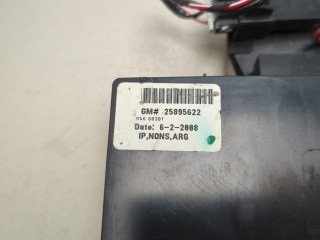 GM# 25895622
Date: 6-2-2008
IP,NONS,ARG